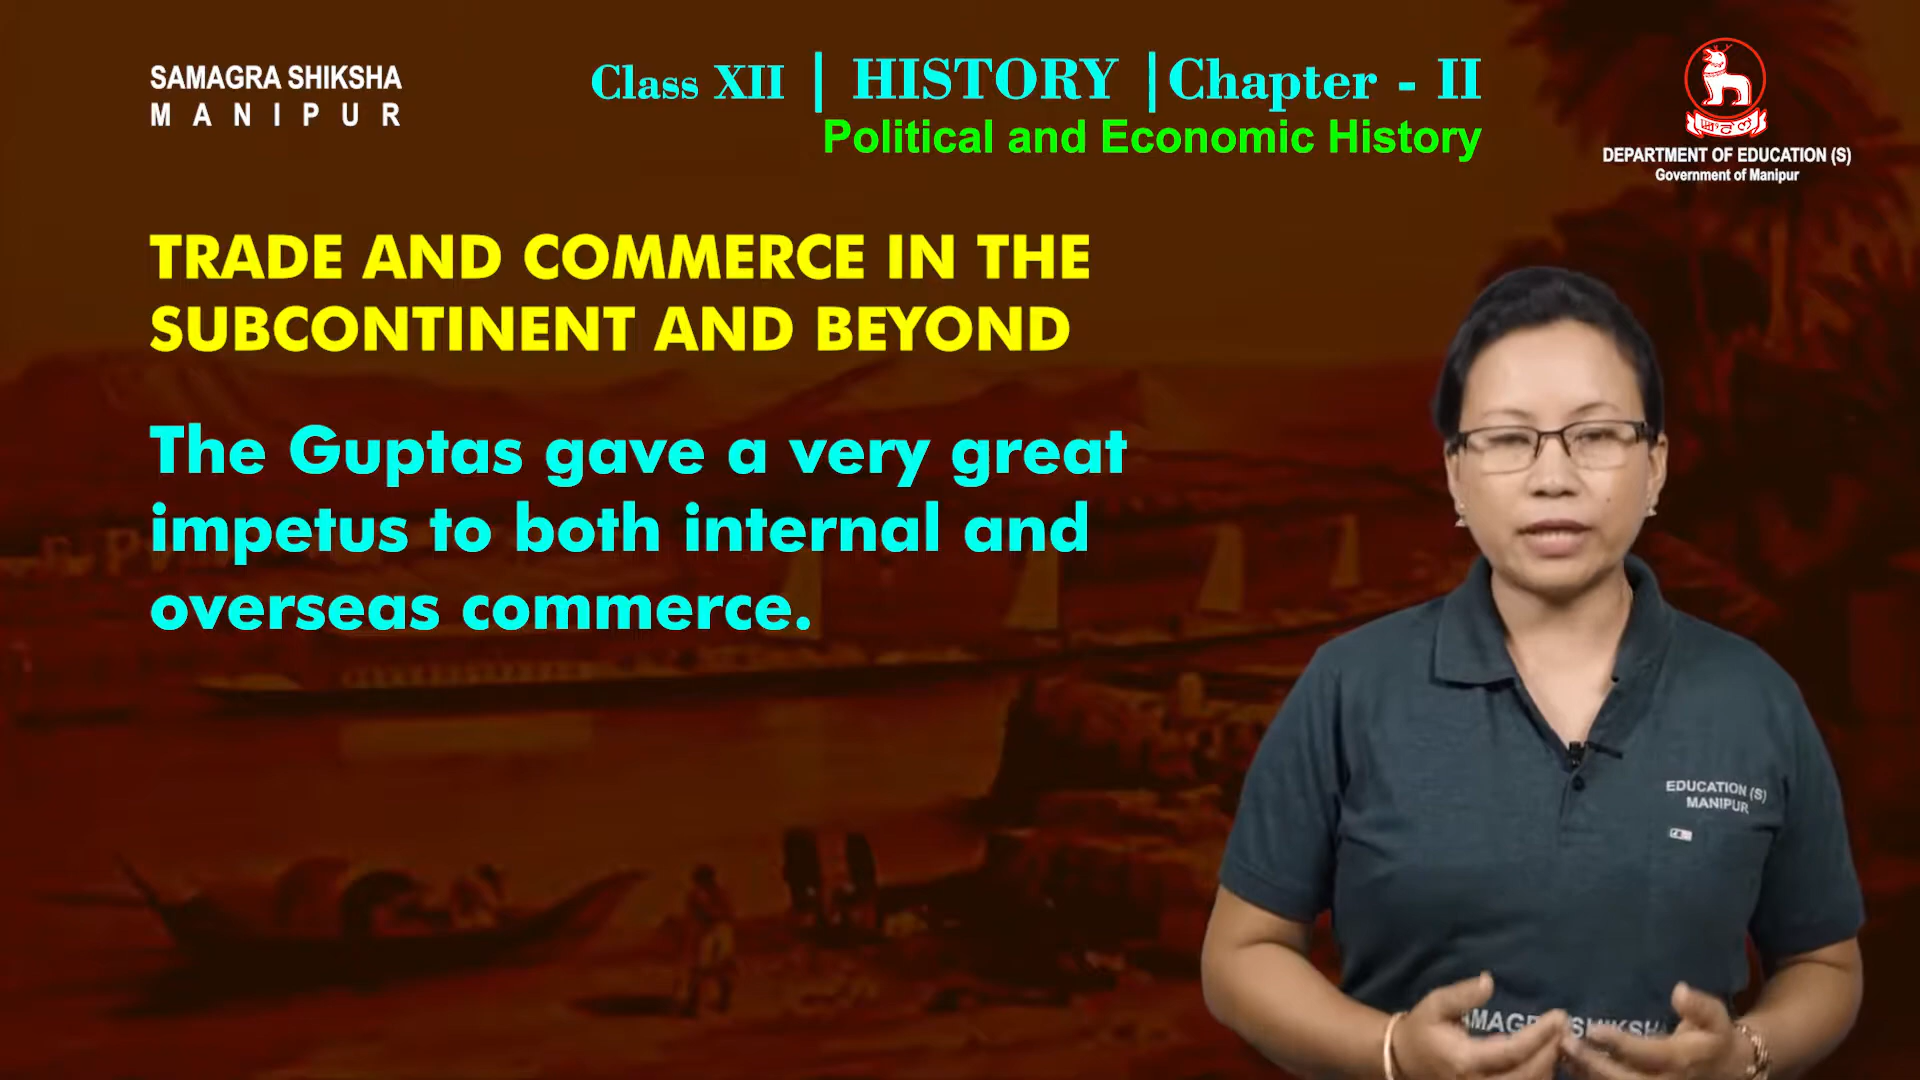 SAMAGRA SHIKSHA
MANIPUR
Class XII | HISTORY | Chapter - II
Political and Economic History
DEPARTMENT OF EDUCATION (S)
Government of Manipur
TRADE AND COMMERCE IN THE
SUBCONTINENT AND BEYOND
The Guptas gave a very great
impetus to both internal and
overseas commerce.
EDUCATION (S)
MANIPUR